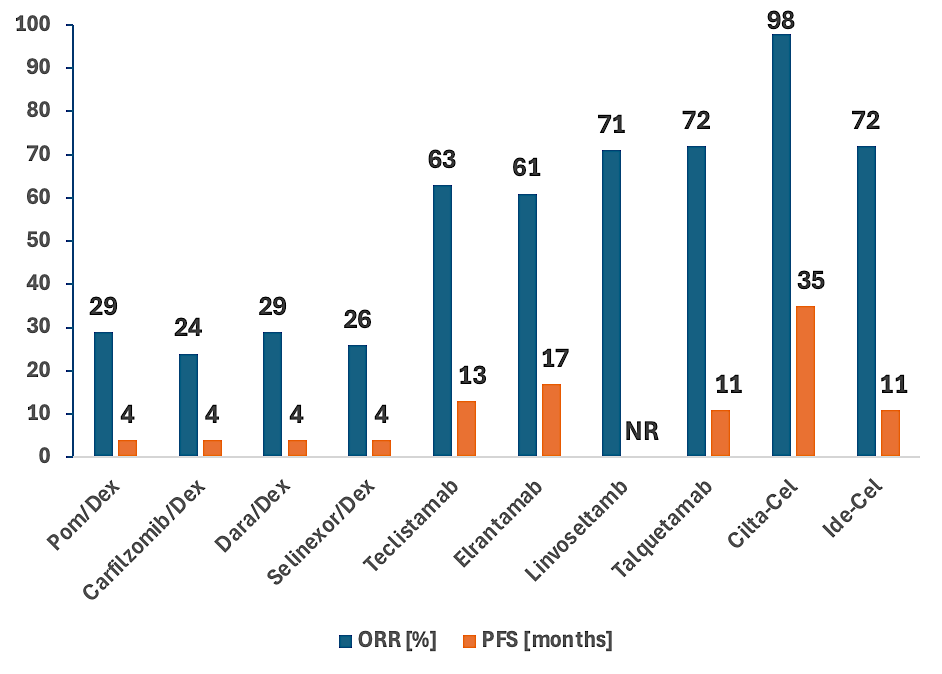 100
90
80
70
60
50
40
30
20
10
0
29
4
24
4
29
4
26
4
63
13
61
17
71
NR
72
11
98
35
72
11
Pom/Dex
Carfilzomib/Dex
Dara/Dex
Selinexor/Dex
Teclistamab
Elrantamab
Linvoseltamb
Talquetamab
Cilta-Cel
Ide-Cel
ORR [%] PFS [months]